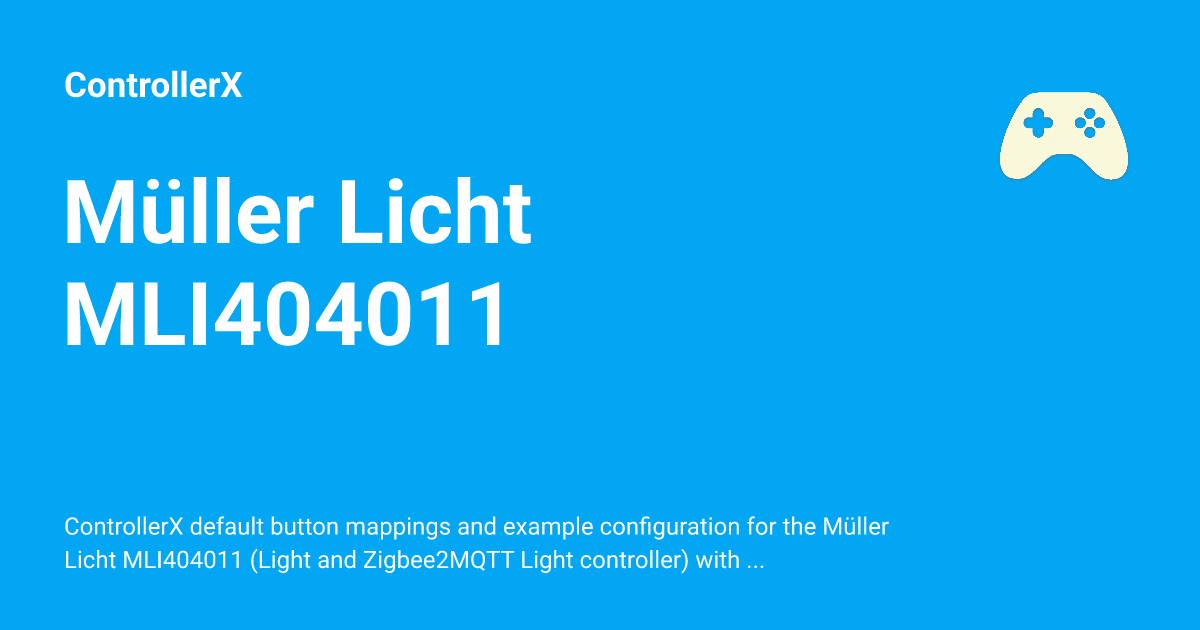 ControllerX
Müller Licht
MLI404011
ControllerX default button mappings and example configuration for the Müller
Licht MLI404011 (Light and Zigbee2MQTT Light controller) with ...